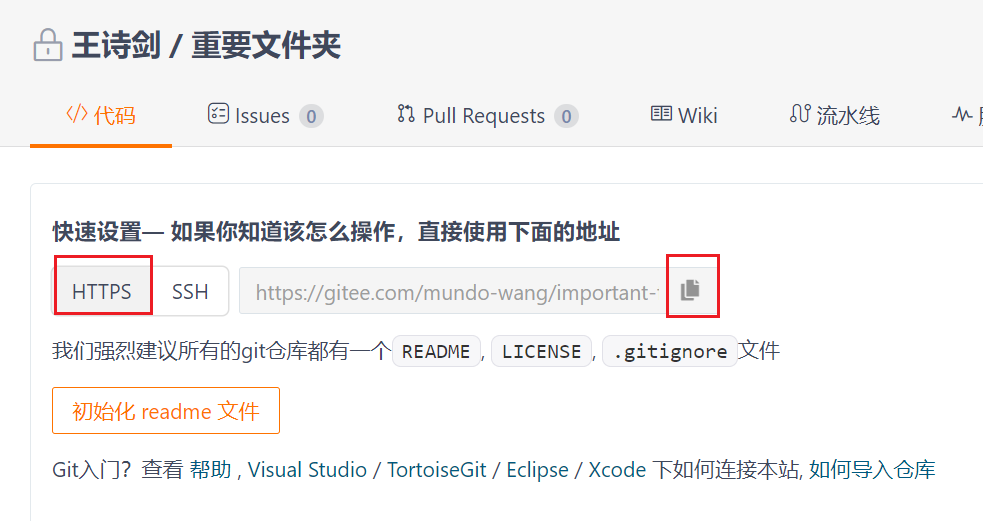 王诗剑 / 重要文件夹
代码 Issues 0 Pull Requests 0 Wiki 流水线
快速设置— 如果你知道该怎么操作，直接使用下面的地址
HTTPS SSH https://gitee.com/mundo-wang/important-
我们强烈建议所有的git仓库都有一个 README , LICENSE , .gitignore 文件
初始化 readme 文件
Git入门？查看 帮助 , Visual Studio / TortoiseGit / Eclipse / Xcode 下如何连接本站, 如何导入仓库